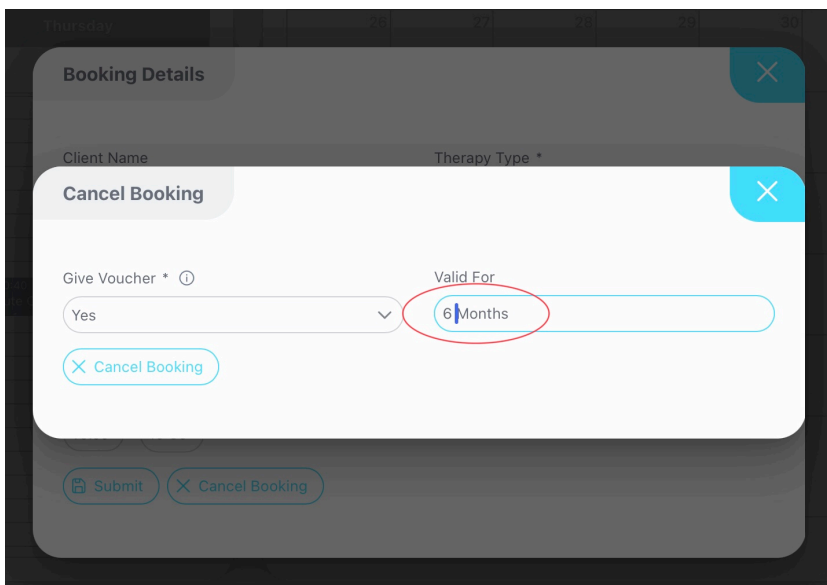 Thursday 26 27 28 29 30
Booking Details
Client Name Therapy Type *
Cancel Booking
Give Voucher * Valid For
Yes 6 Months
Cancel Booking
Submit Cancel Booking